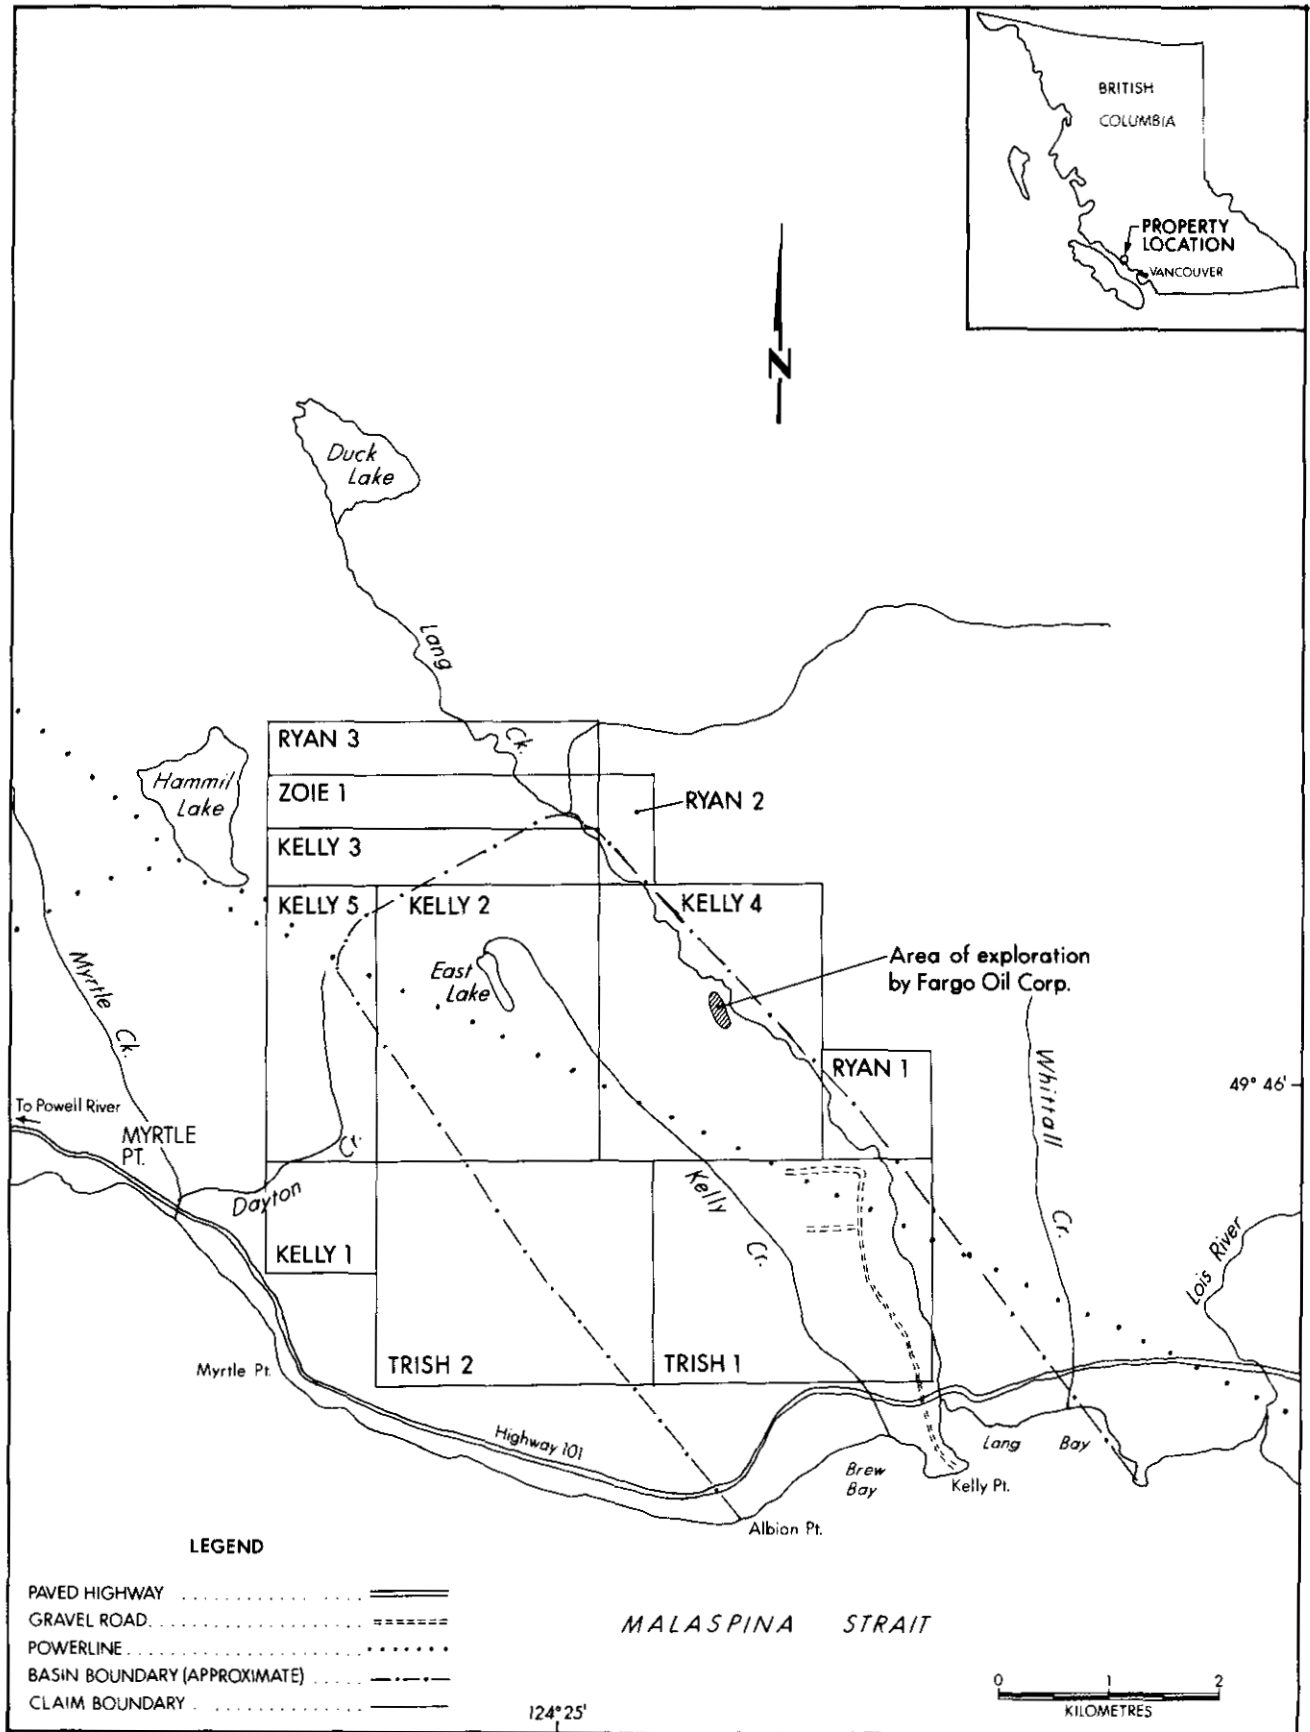 BRITISH
COLUMBIA
PROPERTY
LOCATION
VANCOUVER
N
Duck
Lake
Lang
Ck.
RYAN 3
Hammil
Lake
ZOIE 1
RYAN 2
KELLY 3
KELLY 5
KELLY 2
KELLY 4
East
Lake
Area of exploration
by Fargo Oil Corp.
Myrtle
Ck.
RYAN 1
Whittall
Cr.
49° 46'
To Powell River
MYRTLE
PT.
Cr.
Dayton
Kelly
Cr.
KELLY 1
Lois River
Myrtle Pt.
TRISH 2
TRISH 1
Highway 101
Lang Bay
Brew
Bay
Kelly Pt.
Albion Pt.
LEGEND
PAVED HIGHWAY
GRAVEL ROAD
POWERLINE
BASIN BOUNDARY (APPROXIMATE)
CLAIM BOUNDARY
MALASPINA STRAIT
0 1 2
KILOMETRES
124° 25'